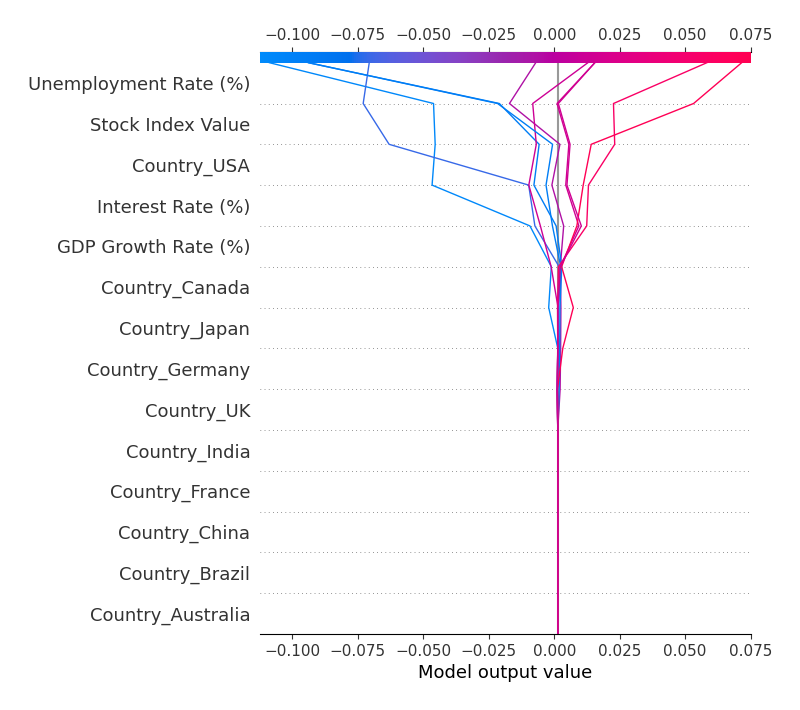 −0.100 −0.075 −0.050 −0.025 0.000 0.025 0.050 0.075
Unemployment Rate (%)
Stock Index Value
Country_USA
Interest Rate (%)
GDP Growth Rate (%)
Country_Canada
Country_Japan
Country_Germany
Country_UK
Country_India
Country_France
Country_China
Country_Brazil
Country_Australia
−0.100 −0.075 −0.050 −0.025 0.000 0.025 0.050 0.075
Model output value